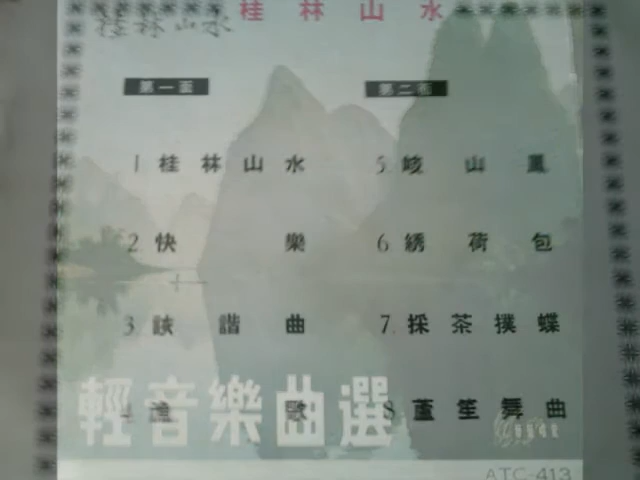 桂林山水 桂林山水
第一面 第二面
1 桂林山水 5. 峻山風
2 快樂 6 綉荷包
3. 詼諧曲 7. 採茶撲蝶
歌 8 蘆笙舞曲
輕音樂曲選
ATC-413